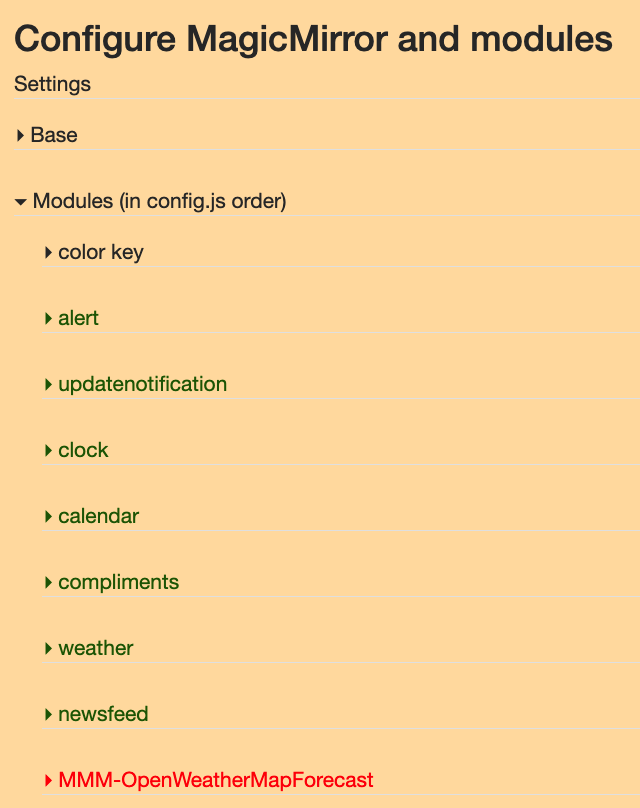 Configure MagicMirror and modules
Settings
Base
Modules (in config.js order)
color key
alert
updatenotification
clock
calendar
compliments
weather
newsfeed
MMM-OpenWeatherMapForecast